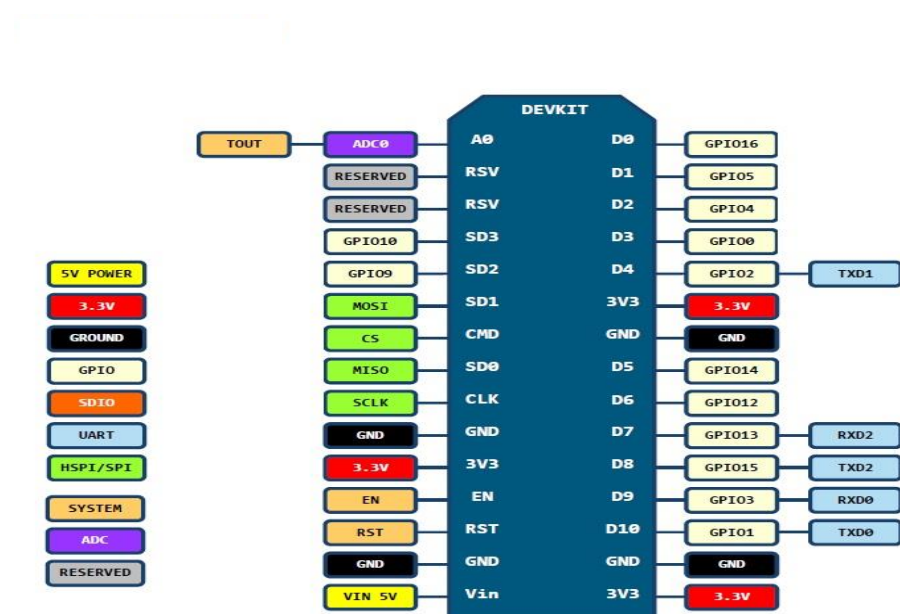 DEVKIT
TOUT ADC0 A0 D0 GPIO16
RESERVED RSV D1 GPIO5
RESERVED RSV D2 GPIO4
GPIO10 SD3 D3 GPIO0
5V POWER GPIO9 SD2 D4 GPIO2 TXD1
3.3V MOSI SD1 3V3 3.3V
GROUND CS CMD GND GND
GPIO MISO SD0 D5 GPIO14
SDIO SCLK CLK D6 GPIO12
UART GND GND D7 GPIO13 RXD2
HSPI/SPI 3.3V 3V3 D8 GPIO15 TXD2
SYSTEM EN EN D9 GPIO3 RXD0
ADC RST RST D10 GPIO1 TXD0
RESERVED GND GND GND GND
VIN 5V Vin 3V3 3.3V